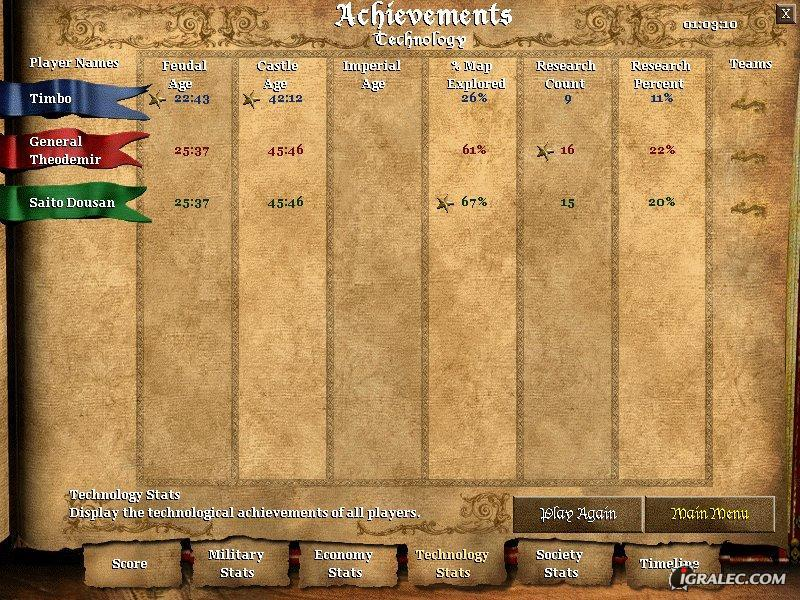 Achievements
Technology
01:03:10
X
Player Names
Feudal Age
Castle Age
Imperial Age
% Map Explored
Research Count
Research Percent
Teams
Timbo 22:43 42:12 26% 9 11%
General Theodemir 25:37 45:46 61% 16 22%
Saito Dousan 25:37 45:46 67% 15 20%
Technology Stats
Display the technological achievements of all players.
Play Again
Main Menu
Score
Military Stats
Economy Stats
Technology Stats
Society Stats
Timeline
IGRALEC.COM